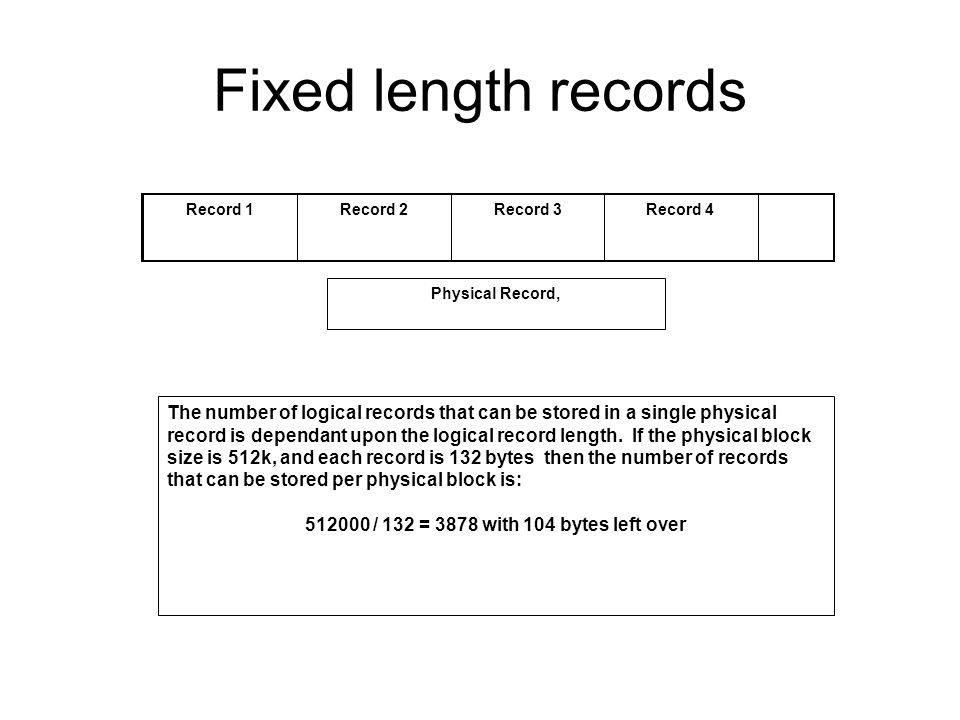 Fixed length records
Record 1 Record 2 Record 3 Record 4
Physical Record,
The number of logical records that can be stored in a single physical
record is dependant upon the logical record length. If the physical block
size is 512k, and each record is 132 bytes then the number of records
that can be stored per physical block is:
512000 / 132 = 3878 with 104 bytes left over